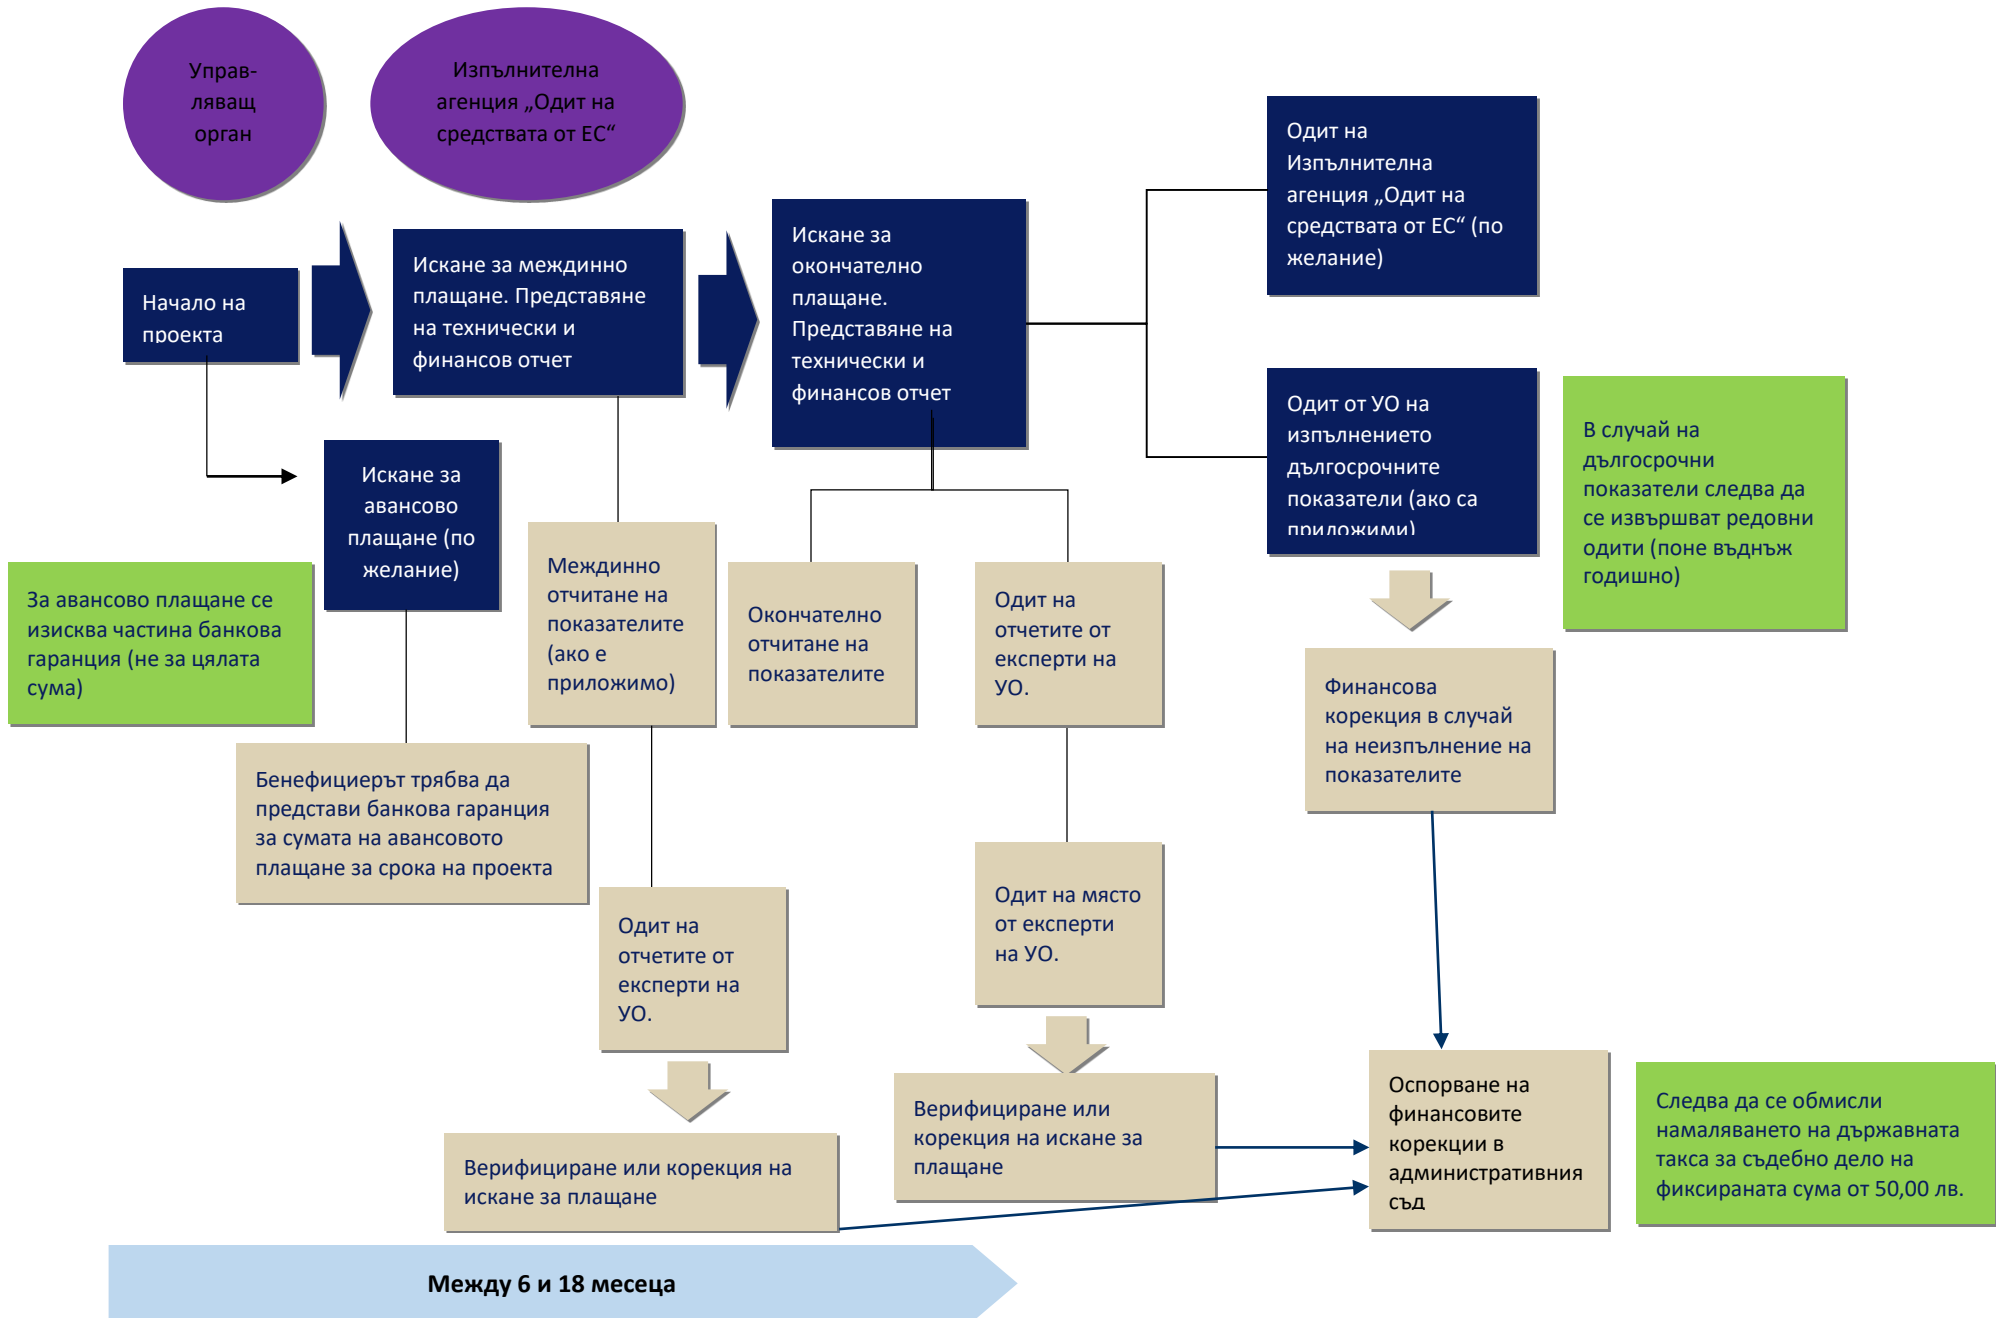 Управ-
ляващ
орган
Изпълнителна
агенция „Одит на
средствата от ЕС“
Начало на
проекта
Искане за междинно
плащане. Представяне
на технически и
финансов отчет
Искане за
окончателно
плащане.
Представяне на
технически и
финансов отчет
Одит на
Изпълнителна
агенция „Одит на
средствата от ЕС“ (по
желание)
Одит от УО на
изпълнението
дългосрочните
показатели (ако са
приложими)
В случай на
дългосрочни
показатели следва да
се извършват редовни
одити (поне въднъж
годишно)
Искане за
авансово
плащане (по
желание)
За авансово плащане се
изисква частина банкова
гаранция (не за цялата
сума)
Междинно
отчитане на
показателите
(ако е
приложимо)
Окончателно
отчитане на
показателите
Одит на
отчетите от
експерти на
УО.
Финансова
корекция в случай
на неизпълнение на
показателите
Бенефициерът трябва да
представи банкова гаранция
за сумата на авансовото
плащане за срока на проекта
Одит на
отчетите от
експерти на
УО.
Одит на място
от експерти
на УО.
Верифициране или корекция на
искане за плащане
Верифициране или
корекция на искане за
плащане
Оспорване на
финансовите
корекции в
административния
съд
Следва да се обмисли
намаляването на държавната
такса за съдебно дело на
фиксираната сума от 50,00 лв.
Между 6 и 18 месеца